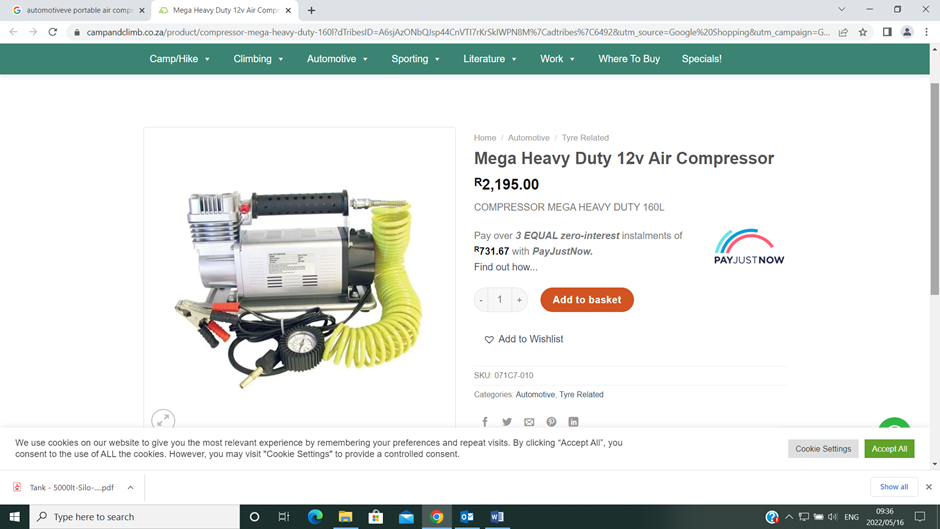 automotiveve portable air compr
Mega Heavy Duty 12v Air Compr
campandclimb.co.za/product/compressor-mega-heavy-duty-160l?dTribesID=A6sjAzONbQJsp44CnVTI7rKrSkIWPN8M%7Cadtribes%7C6492&utm_source=Google%20Shopping&utm_campaign=G...
Camp/Hike
Climbing
Automotive
Sporting
Literature
Work
Where To Buy
Specials!
Home / Automotive / Tyre Related
Mega Heavy Duty 12v Air Compressor
R2,195.00
COMPRESSOR MEGA HEAVY DUTY 160L
Pay over 3 EQUAL zero-interest instalments of
R731.67 with PayJustNow.
Find out how...
PAYJUSTNOW
- 1 +
Add to basket
Add to Wishlist
SKU: 071C7-010
Categories: Automotive, Tyre Related
We use cookies on our website to give you the most relevant experience by remembering your preferences and repeat visits. By clicking “Accept All”, you
consent to the use of ALL the cookies. However, you may visit "Cookie Settings" to provide a controlled consent.
Cookie Settings
Accept All
Tank - 5000lt-Silo-....pdf
Show all
Type here to search
ENG
09:36
2022/05/16